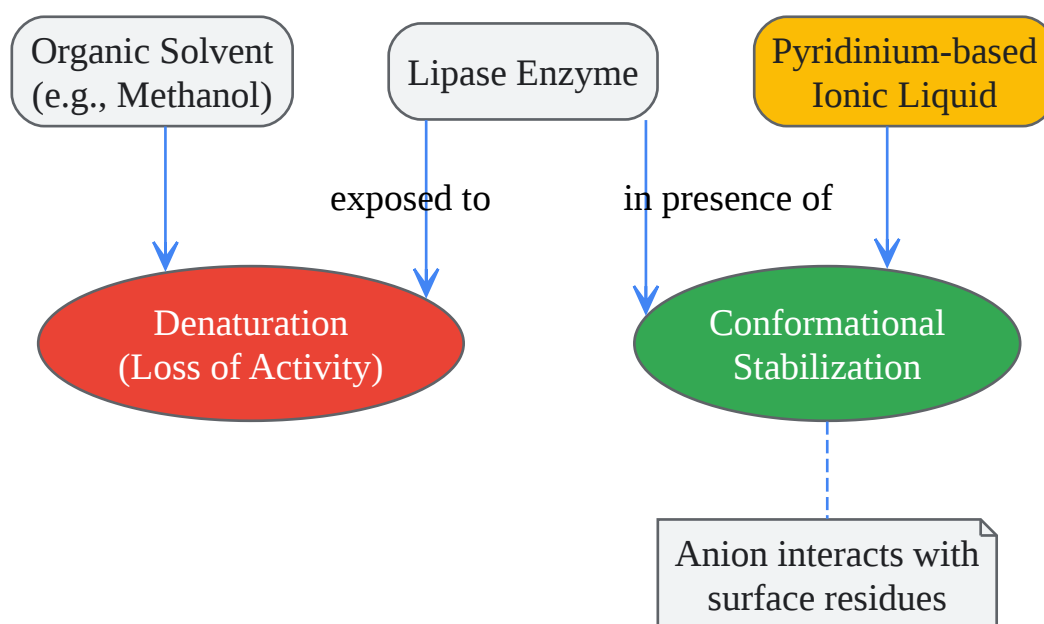 Organic Solvent
(e.g., Methanol)
Lipase Enzyme
Pyridinium-based
Ionic Liquid
exposed to
in presence of
Denaturation
(Loss of Activity)
Conformational
Stabilization
Anion interacts with
surface residues